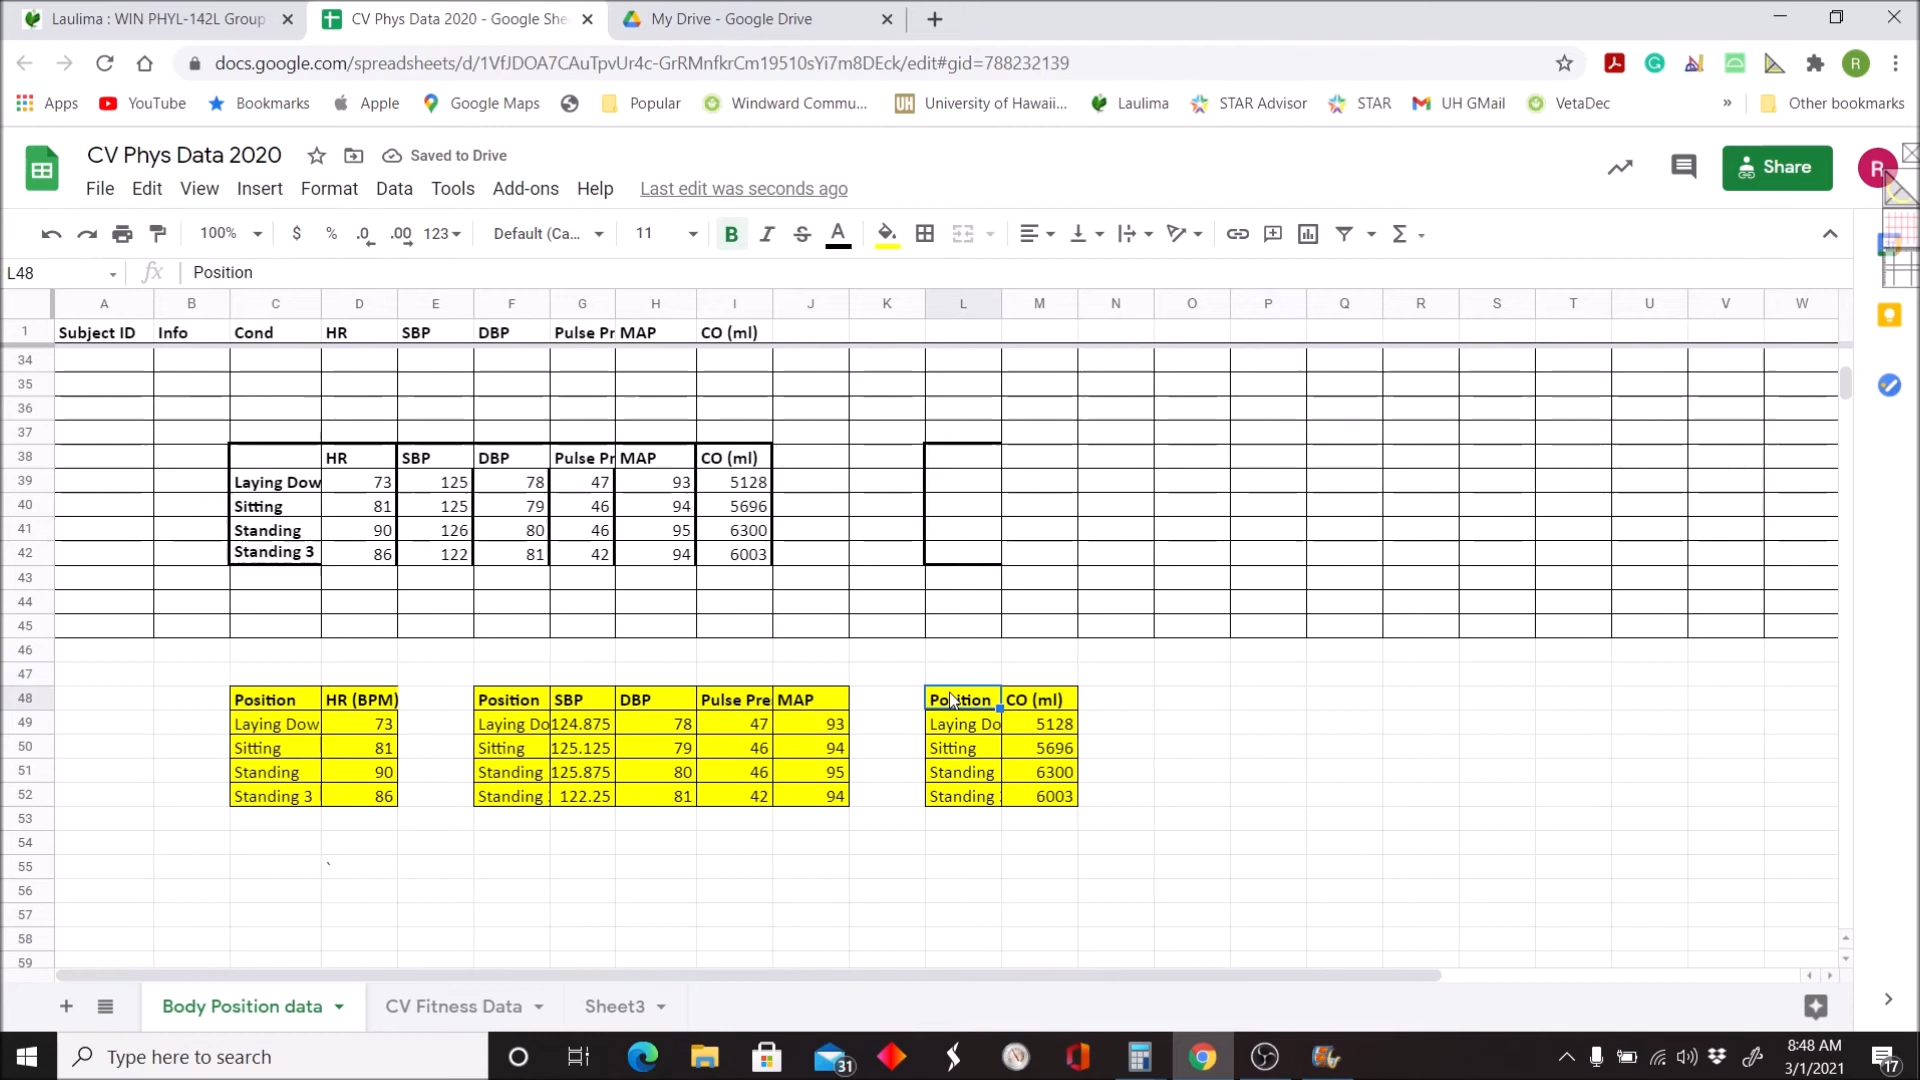 Laulima : WIN PHYL-142L Group
CV Phys Data 2020 - Google She
My Drive - Google Drive
docs.google.com/spreadsheets/d/1VfJDOA7CAuTpvUr4c-GrRMnfkrCm19510sYi7m8DEck/edit#gid=788232139
R
Apps YouTube Bookmarks Apple Google Maps Popular Windward Commu... UH University of Hawaii... Laulima STAR Advisor STAR UH GMail VetaDec » Other bookmarks
CV Phys Data 2020 Saved to Drive
Share
R
File Edit View Insert Format Data Tools Add-ons Help Last edit was seconds ago
100% $ % .0 .00 123 Default (Ca... 11 B I S A Σ
L48 fx Position
A B C D E F G H I J K L M N O P Q R S T U V W
1 Subject ID Info Cond HR SBP DBP Pulse Pr MAP CO (ml)
34
35
36
37
38 HR SBP DBP Pulse Pr MAP CO (ml)
39 Laying Dow 73 125 78 47 93 5128
40 Sitting 81 125 79 46 94 5696
41 Standing 90 126 80 46 95 6300
42 Standing 3 86 122 81 42 94 6003
43
44
45
46
47
48 Position HR (BPM) Position SBP DBP Pulse Pre MAP Position CO (ml)
49 Laying Dow 73 Laying Do 124.875 78 47 93 Laying Do 5128
50 Sitting 81 Sitting 125.125 79 46 94 Sitting 5696
51 Standing 90 Standing 125.875 80 46 95 Standing 6300
52 Standing 3 86 Standing 122.25 81 42 94 Standing 6003
53
54
55 `
56
57
58
59
Body Position data CV Fitness Data Sheet3
Type here to search
31
8:48 AM
3/1/2021
17